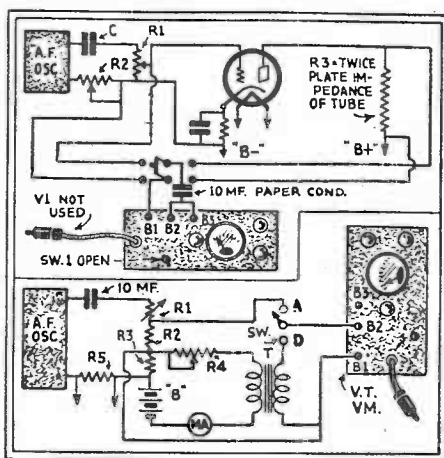 C
R1
A.F.
OSC.
R2
R3=TWICE
PLATE IM-
PEDANCE
OF TUBE
"B-"
"B+"
10 MF. PAPER COND.
V1 NOT
USED
B1 B2
SW.1 OPEN
10 MF.
A.F.
OSC
R1
R2
R3
R5
R4
"B"
MA
A
SW.
D
T
B3
B2
B1
V.T.
VM.